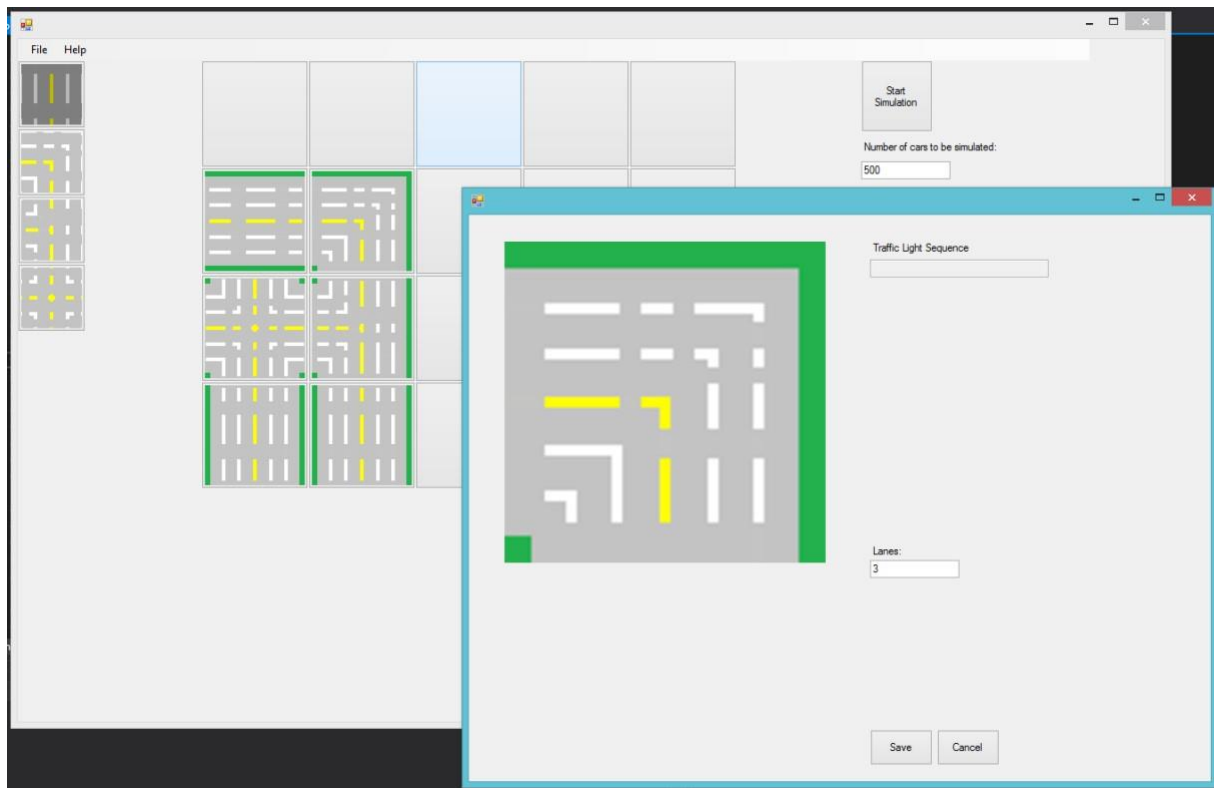 File Help
Start
Simulation
Number of cars to be simulated:
500
Traffic Light Sequence
Lanes:
3
Save Cancel